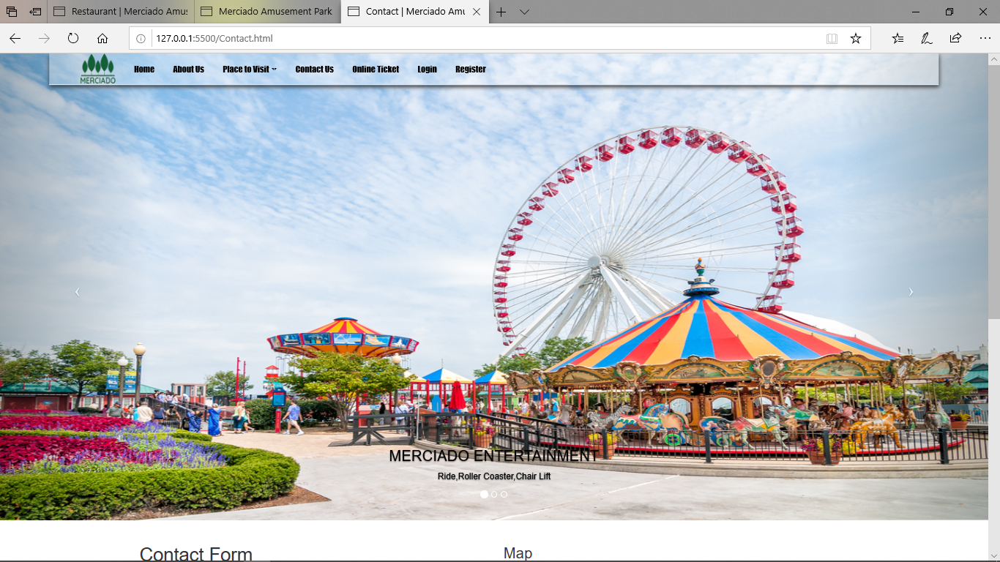 Restaurant | Merciado Amus
Merciado Amusement Park
Contact | Merciado Amu
127.0.0.1:5500/Contact.html
MERCIADO
Home
About Us
Place to Visit
Contact Us
Online Ticket
Login
Register
MERCIADO ENTERTAINMENT
Ride,Roller Coaster,Chair Lift
Contact Form
Map